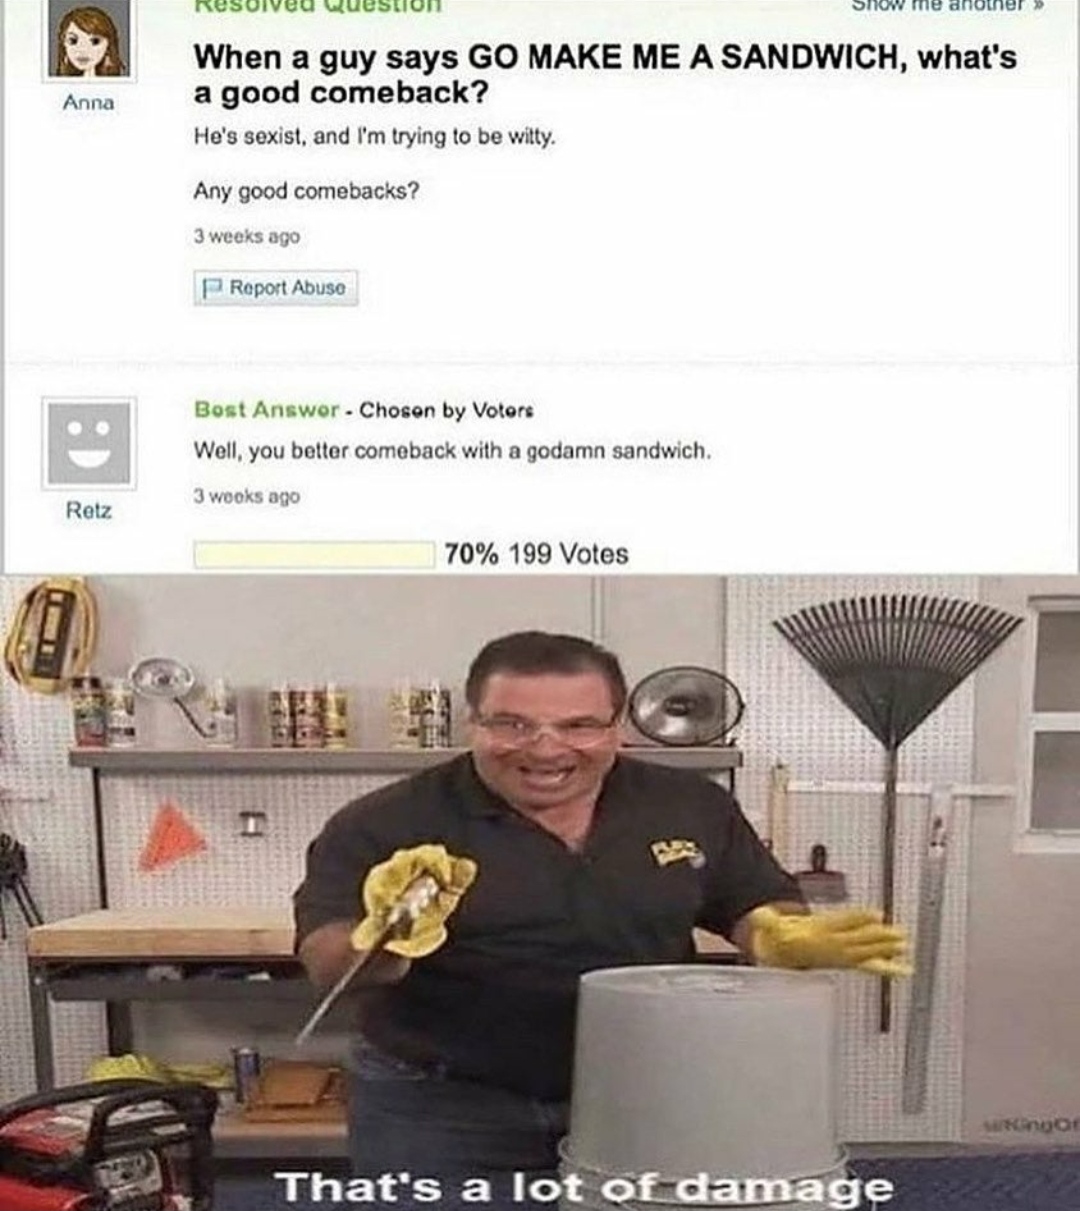 Resolved Question
Show me another »
Anna
When a guy says GO MAKE ME A SANDWICH, what's
a good comeback?
He's sexist, and I'm trying to be witty.
Any good comebacks?
3 weeks ago
Report Abuse
Best Answer - Chosen by Voters
Well, you better comeback with a godamn sandwich.
3 weeks ago
Retz
70% 199 Votes
That's a lot of damage